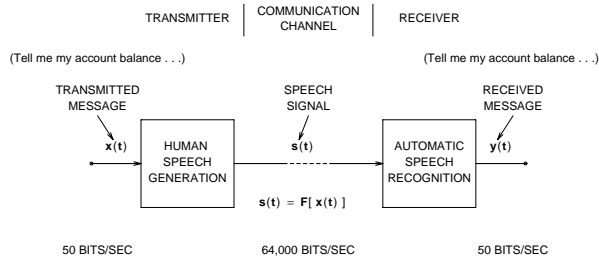 TRANSMITTER
COMMUNICATION
CHANNEL
RECEIVER
(Tell me my account balance . . .)
(Tell me my account balance . . .)
TRANSMITTED
MESSAGE
SPEECH
SIGNAL
RECEIVED
MESSAGE
x(t)
HUMAN
SPEECH
GENERATION
s(t)
AUTOMATIC
SPEECH
RECOGNITION
y(t)
s(t) = F[ x(t) ]
50 BITS/SEC
64,000 BITS/SEC
50 BITS/SEC